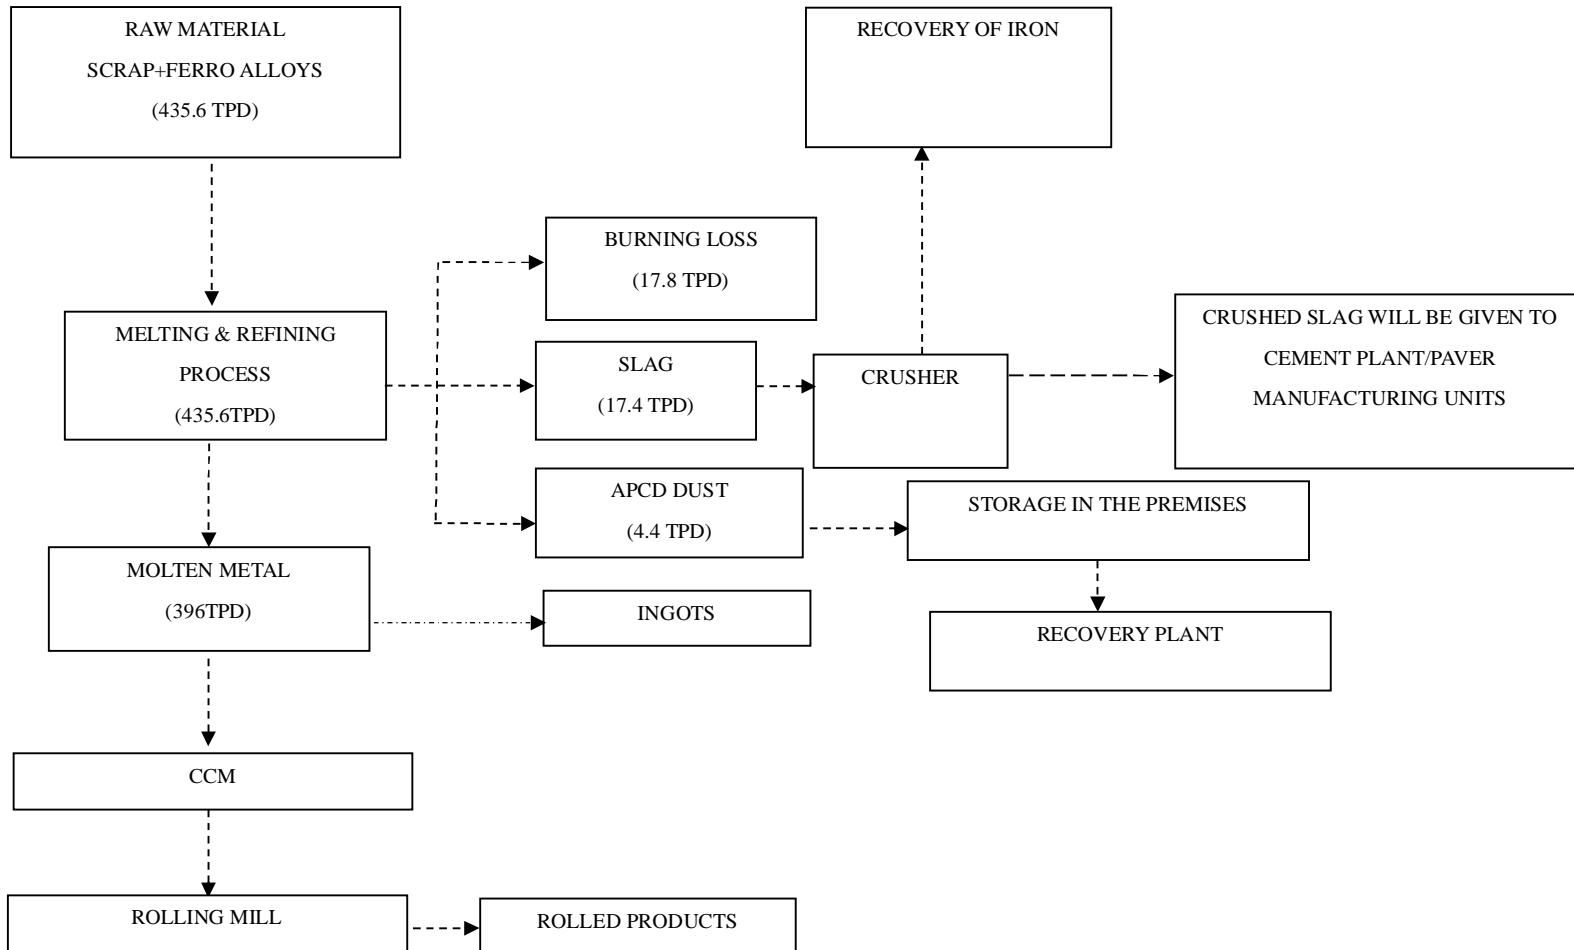 RAW MATERIAL
SCRAP+FERRO ALLOYS
(435.6 TPD)
RECOVERY OF IRON
BURNING LOSS
(17.8 TPD)
MELTING & REFINING
PROCESS
(435.6TPD)
SLAG
(17.4 TPD)
CRUSHER
CRUSHED SLAG WILL BE GIVEN TO
CEMENT PLANT/PAVER
MANUFACTURING UNITS
APCD DUST
(4.4 TPD)
STORAGE IN THE PREMISES
MOLTEN METAL
(396TPD)
INGOTS
RECOVERY PLANT
CCM
ROLLING MILL
ROLLED PRODUCTS